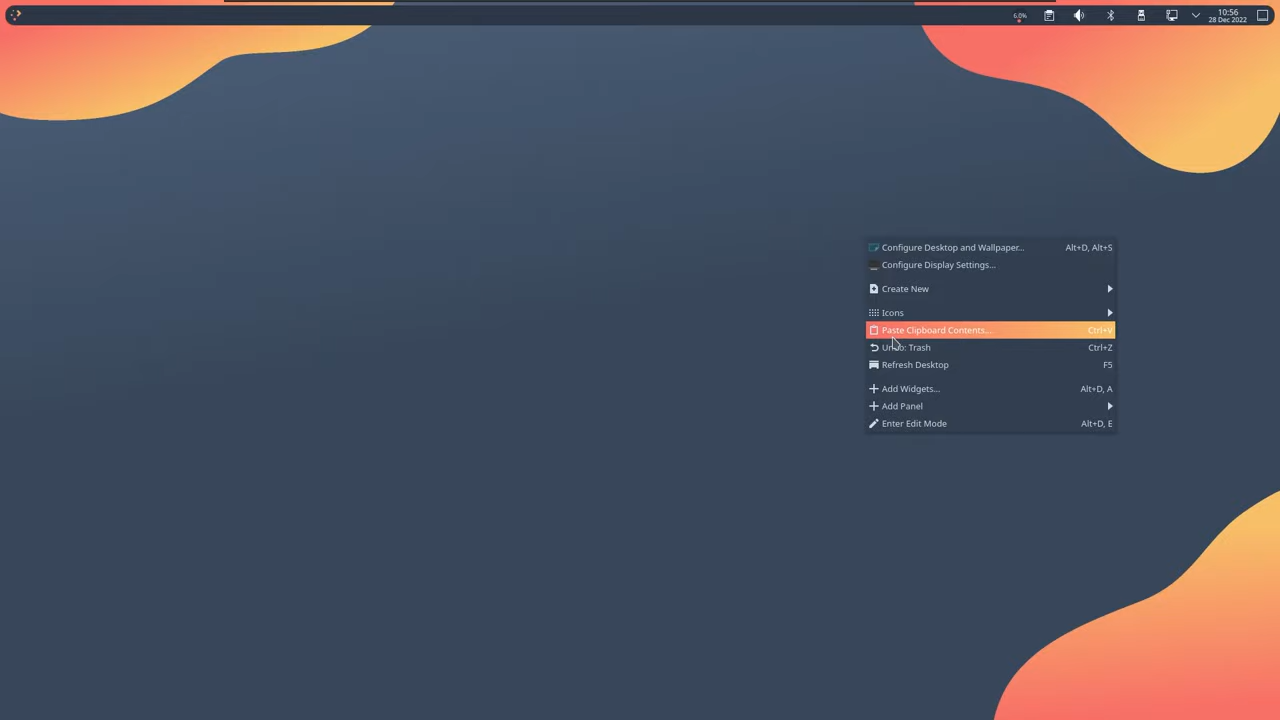 6.0%
10:56
28 Dec 2022
Configure Desktop and Wallpaper... Alt+D, Alt+S
Configure Display Settings...
Create New
Icons
Paste Clipboard Contents... Ctrl+V
Undo: Trash Ctrl+Z
Refresh Desktop F5
Add Widgets... Alt+D, A
Add Panel
Enter Edit Mode Alt+D, E